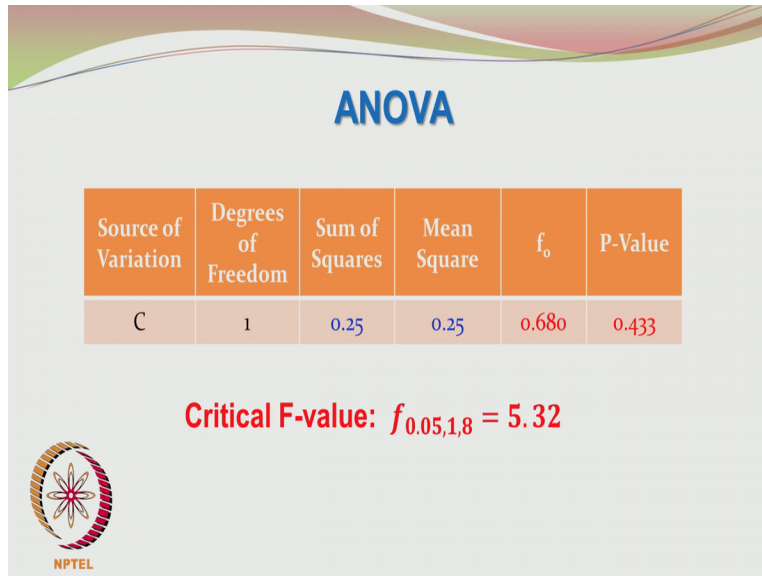 ANOVA
Source of Variation
Degrees of Freedom
Sum of Squares
Mean Square
f₀
P-Value
C
1
0.25
0.25
0.680
0.433
Critical F-value: f₀.₀₅,₁,₈ = 5.32
NPTEL